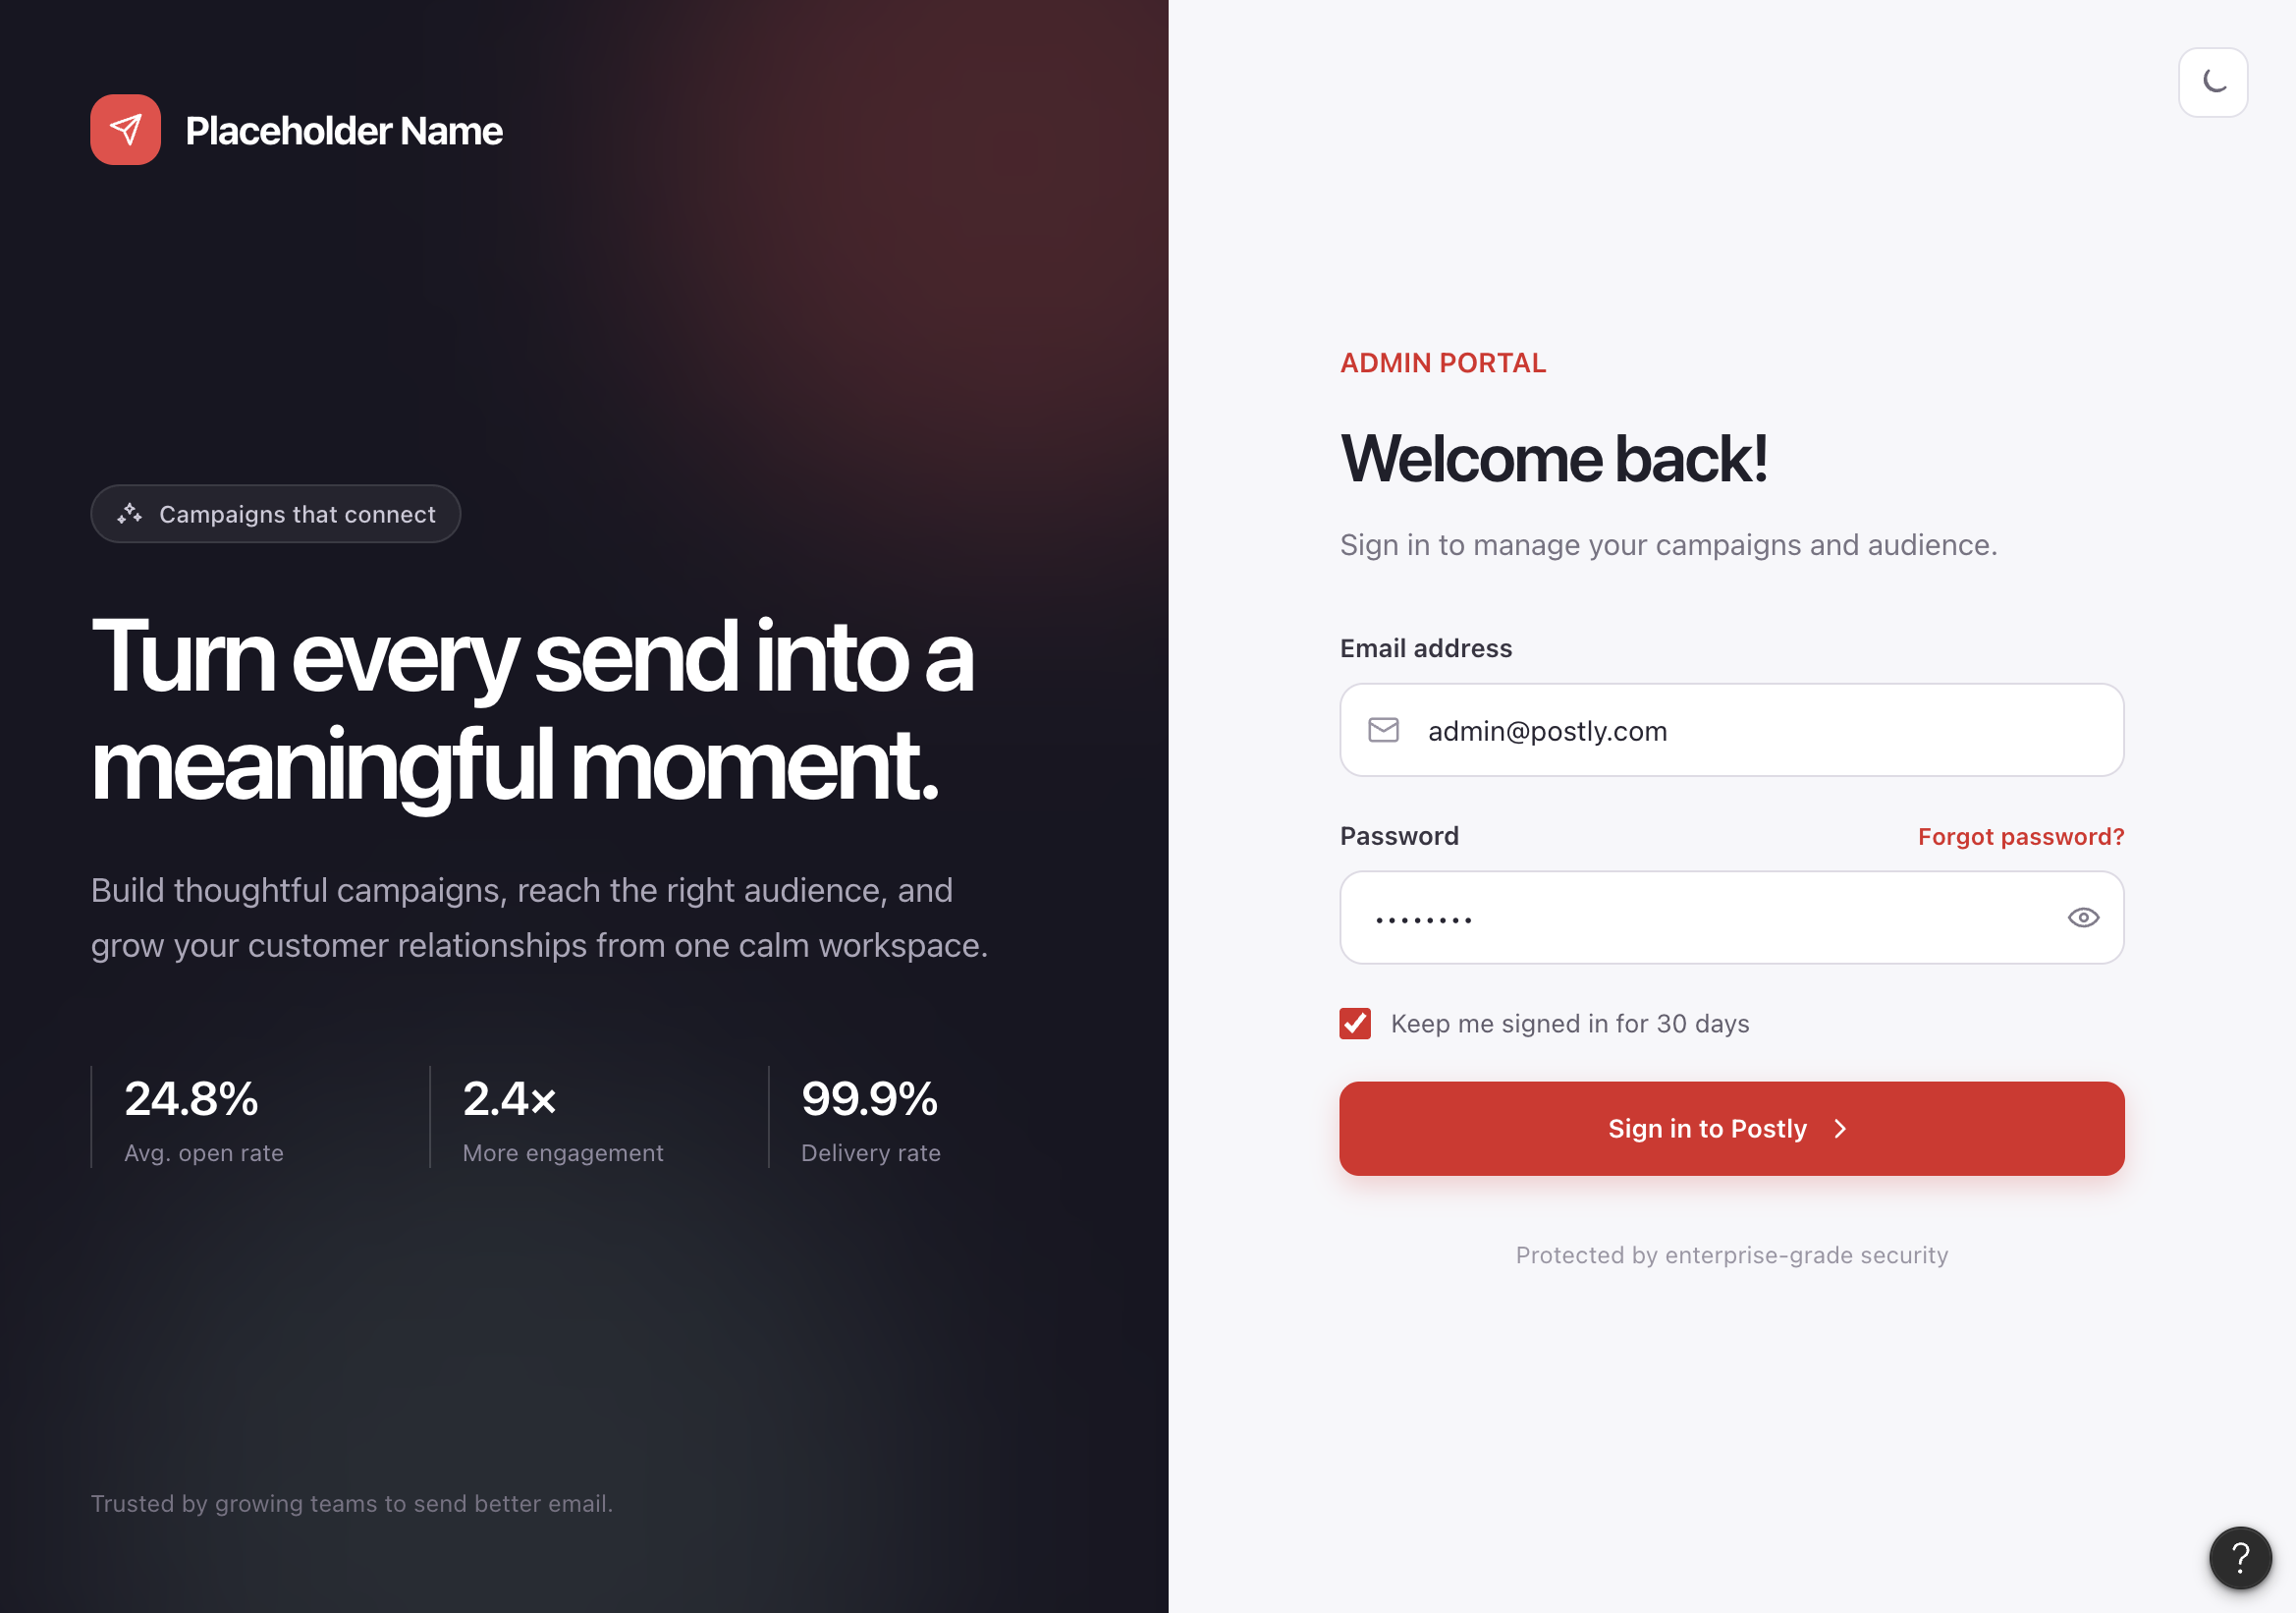 Placeholder Name
Campaigns that connect
Turn every send into a
meaningful moment.
Build thoughtful campaigns, reach the right audience, and
grow your customer relationships from one calm workspace.
24.8%
Avg. open rate
2.4×
More engagement
99.9%
Delivery rate
Trusted by growing teams to send better email.
ADMIN PORTAL
Welcome back!
Sign in to manage your campaigns and audience.
Email address
admin@postly.com
Password
Forgot password?
••••••••
Keep me signed in for 30 days
Sign in to Postly
Protected by enterprise-grade security
?